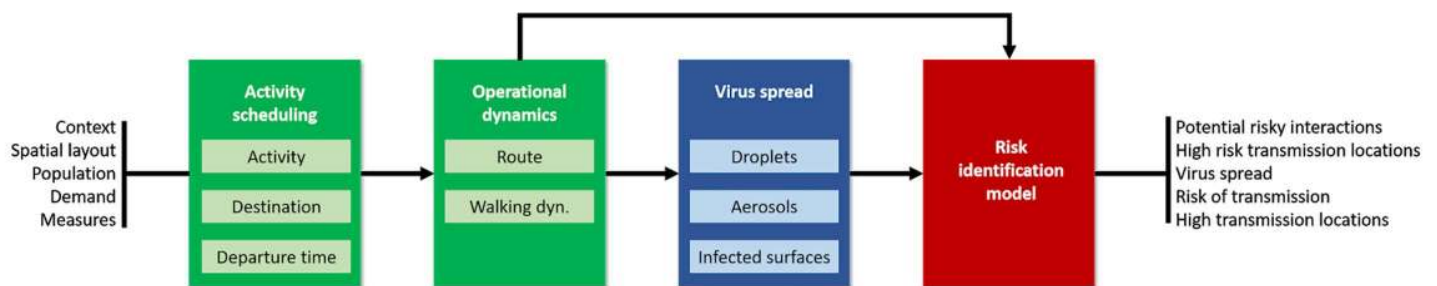 Context
Spatial layout
Population
Demand
Measures
Activity
scheduling
Activity
Destination
Departure time
Operational
dynamics
Route
Walking dyn.
Virus spread
Droplets
Aerosols
Infected surfaces
Risk
identification
model
Potential risky interactions
High risk transmission locations
Virus spread
Risk of transmission
High transmission locations